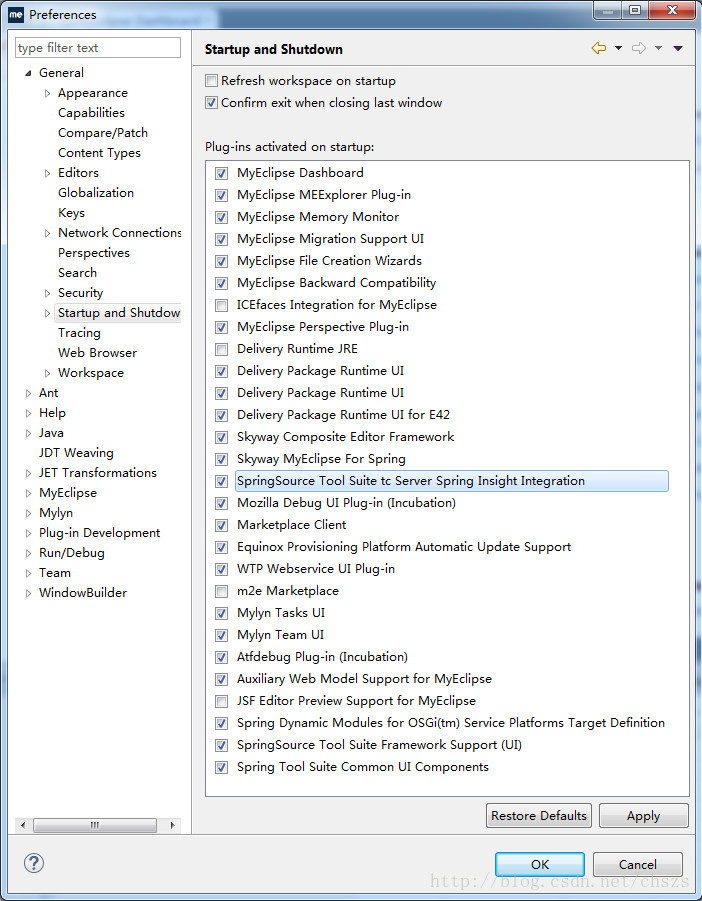 me Preferences
type filter text
General
Appearance
Capabilities
Compare/Patch
Content Types
Editors
Globalization
Keys
Network Connections
Perspectives
Search
Security
Startup and Shutdow
Tracing
Web Browser
Workspace
Ant
Help
Java
JDT Weaving
JET Transformations
MyEclipse
Mylyn
Plug-in Development
Run/Debug
Team
WindowBuilder
Startup and Shutdown
Refresh workspace on startup
Confirm exit when closing last window
Plug-ins activated on startup:
MyEclipse Dashboard
MyEclipse MEExplorer Plug-in
MyEclipse Memory Monitor
MyEclipse Migration Support UI
MyEclipse File Creation Wizards
MyEclipse Backward Compatibility
ICEfaces Integration for MyEclipse
MyEclipse Perspective Plug-in
Delivery Runtime JRE
Delivery Package Runtime UI
Delivery Package Runtime UI
Delivery Package Runtime UI for E42
Skyway Composite Editor Framework
Skyway MyEclipse For Spring
SpringSource Tool Suite tc Server Spring Insight Integration
Mozilla Debug UI Plug-in (Incubation)
Marketplace Client
Equinox Provisioning Platform Automatic Update Support
WTP Webservice UI Plug-in
m2e Marketplace
Mylyn Tasks UI
Mylyn Team UI
Atfdebug Plug-in (Incubation)
Auxiliary Web Model Support for MyEclipse
JSF Editor Preview Support for MyEclipse
Spring Dynamic Modules for OSGi(tm) Service Platforms Target Definition
SpringSource Tool Suite Framework Support (UI)
Spring Tool Suite Common UI Components
Restore Defaults Apply
? OK Cancel
http://blog.csdn.net/chszs